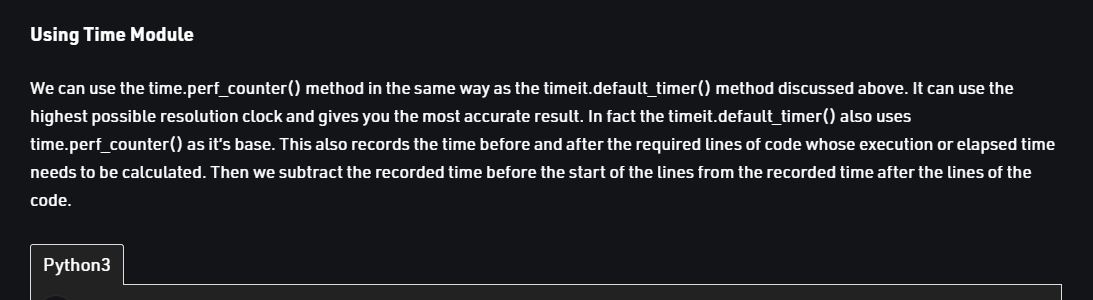 Using Time Module
We can use the time.perf_counter() method in the same way as the timeit.default_timer() method discussed above. It can use the
highest possible resolution clock and gives you the most accurate result. In fact the timeit.default_timer() also uses
time.perf_counter() as it's base. This also records the time before and after the required lines of code whose execution or elapsed time
needs to be calculated. Then we subtract the recorded time before the start of the lines from the recorded time after the lines of the
code.
Python3